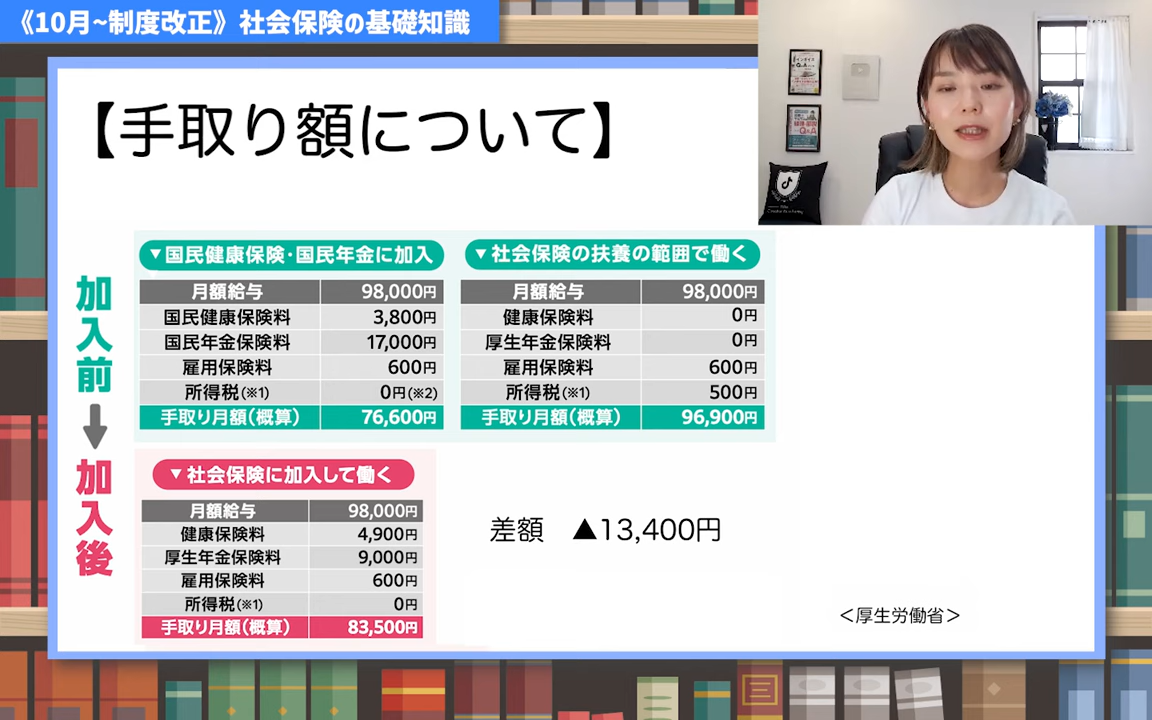 《10月~制度改正》社会保険の基礎知識
【手取り額について】
加入前
▼国民健康保険・国民年金に加入
月額給与 98,000円
国民健康保険料 3,800円
国民年金保険料 17,000円
雇用保険料 600円
所得税(※1) 0円(※2)
手取り月額(概算) 76,600円
▼社会保険の扶養の範囲で働く
月額給与 98,000円
健康保険料 0円
厚生年金保険料 0円
雇用保険料 600円
所得税(※1) 500円
手取り月額(概算) 96,900円
加入後
▼社会保険に加入して働く
月額給与 98,000円
健康保険料 4,900円
厚生年金保険料 9,000円
雇用保険料 600円
所得税(※1) 0円
手取り月額(概算) 83,500円
差額 ▲13,400円
＜厚生労働省＞
Q&A
Q&A